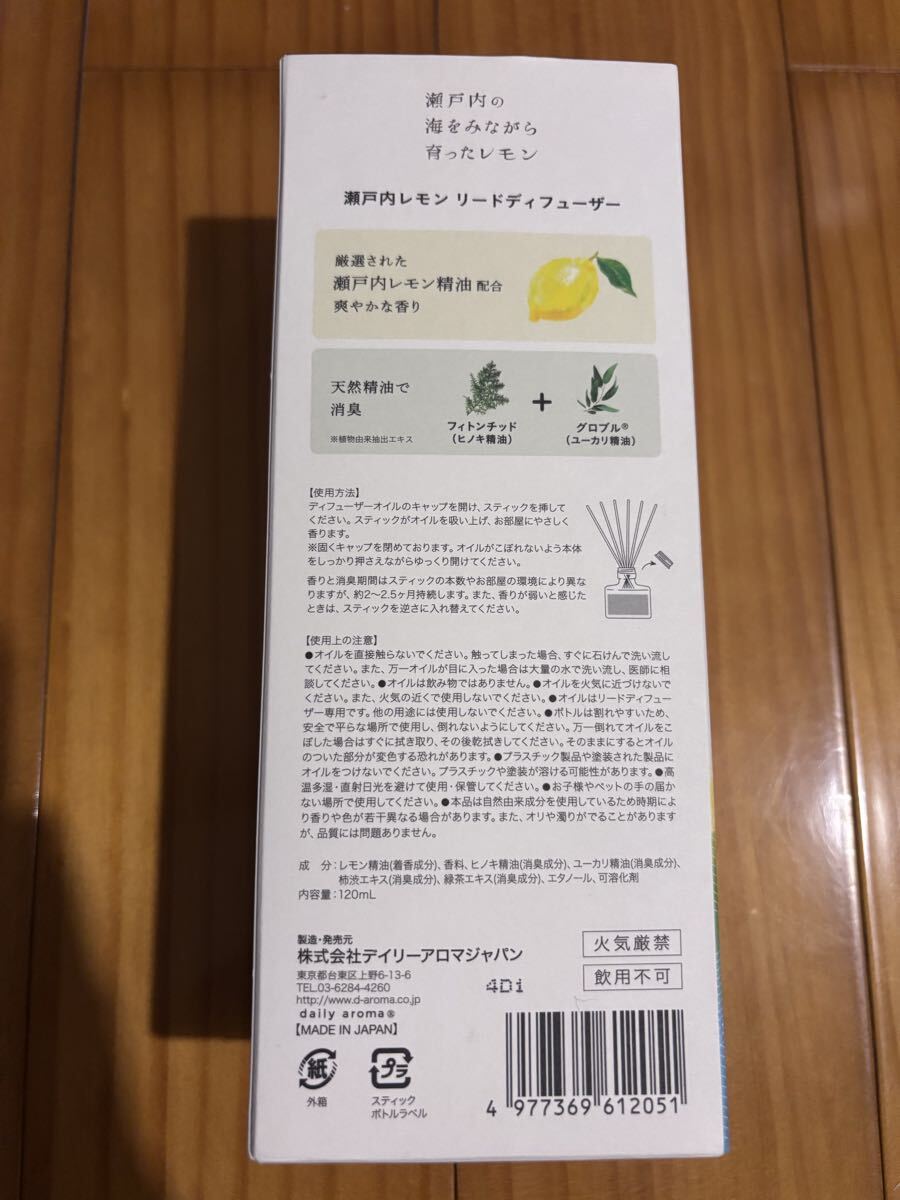 瀬戸内の
海をみながら
育ったレモン
瀬戸内レモン リードディフューザー
厳選された
瀬戸内レモン精油 配合
爽やかな香り
天然精油で
消臭
※植物由来抽出エキス
フィトンチッド
(ヒノキ精油)
+
グロブル®
(ユーカリ精油)
【使用方法】
ディフューザーオイルのキャップを開け、スティックを挿して
ください。スティックがオイルを吸い上げ、お部屋にやさしく
香ります。
※固くキャップを閉めております。オイルがこぼれないよう本体
をしっかり押さえながらゆっくり開けてください。
香りと消臭期間はスティックの本数やお部屋の環境により異な
りますが、約2〜2.5ヶ月持続します。また、香りが弱いと感じた
ときは、スティックを逆さに入れ替えてください。
【使用上の注意】
●オイルを直接触らないでください。触ってしまった場合、すぐに石けんで洗い流し
てください。また、万一オイルが目に入った場合は大量の水で洗い流し、医師に相
談してください。●オイルは飲み物ではありません。●オイルを火気に近づけないで
ください。また、火気の近くで使用しないでください。●オイルはリードディフュー
ザー専用です。他の用途には使用しないでください。●ボトルは割れやすいため、
安全で平らな場所で使用し、倒れないようにしてください。万一倒れてオイルをこ
ぼした場合はすぐに拭き取り、その後乾拭きしてください。そのままにするとオイル
のついた部分が変色する恐れがあります。●プラスチック製品や塗装された製品に
オイルをつけないでください。プラスチックや塗装が溶ける可能性があります。●高
温多湿・直射日光を避けて使用・保管してください。●お子様やペットの手の届か
ない場所で使用してください。●本品は自然由来成分を使用しているため時期によ
り香りや色が若干異なる場合があります。また、オリや濁りがでることがあります
が、品質には問題ありません。
成 分：レモン精油(着香成分)、香料、ヒノキ精油(消臭成分)、ユーカリ精油(消臭成分)、
柿渋エキス(消臭成分)、緑茶エキス(消臭成分)、エタノール、可溶化剤
内容量：120mL
製造・発売元
株式会社デイリーアロマジャパン
東京都台東区上野6-13-6
TEL.03-6284-4260
http://www.d-aroma.co.jp
daily aroma®
【MADE IN JAPAN】
火気厳禁
飲用不可
4Di
紙
外箱
プラ
スティック
ボトルラベル
4 977369 612051